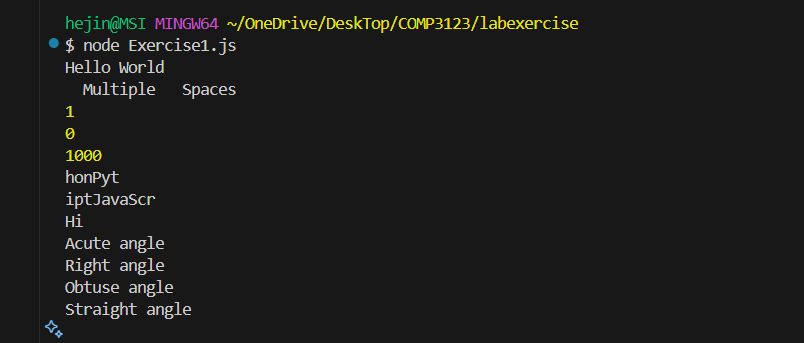 hejin@MSI MINGW64 ~/OneDrive/DeskTop/COMP3123/labexercise
$ node Exercise1.js
Hello World
  Multiple   Spaces
1
0
1000
honPyt
iptJavaScr
Hi
Acute angle
Right angle
Obtuse angle
Straight angle